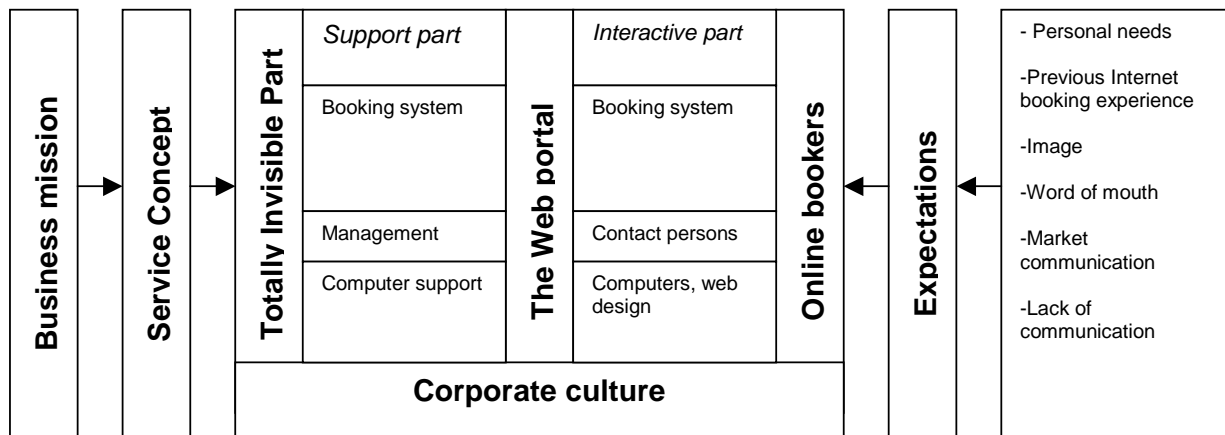 Business mission
Service Concept
Totally Invisible Part
Support part
Booking system
Management
Computer support
The Web portal
Interactive part
Booking system
Contact persons
Computers, web
design
Online bookers
Corporate culture
Expectations
- Personal needs
-Previous Internet
booking experience
-Image
-Word of mouth
-Market
communication
-Lack of
communication